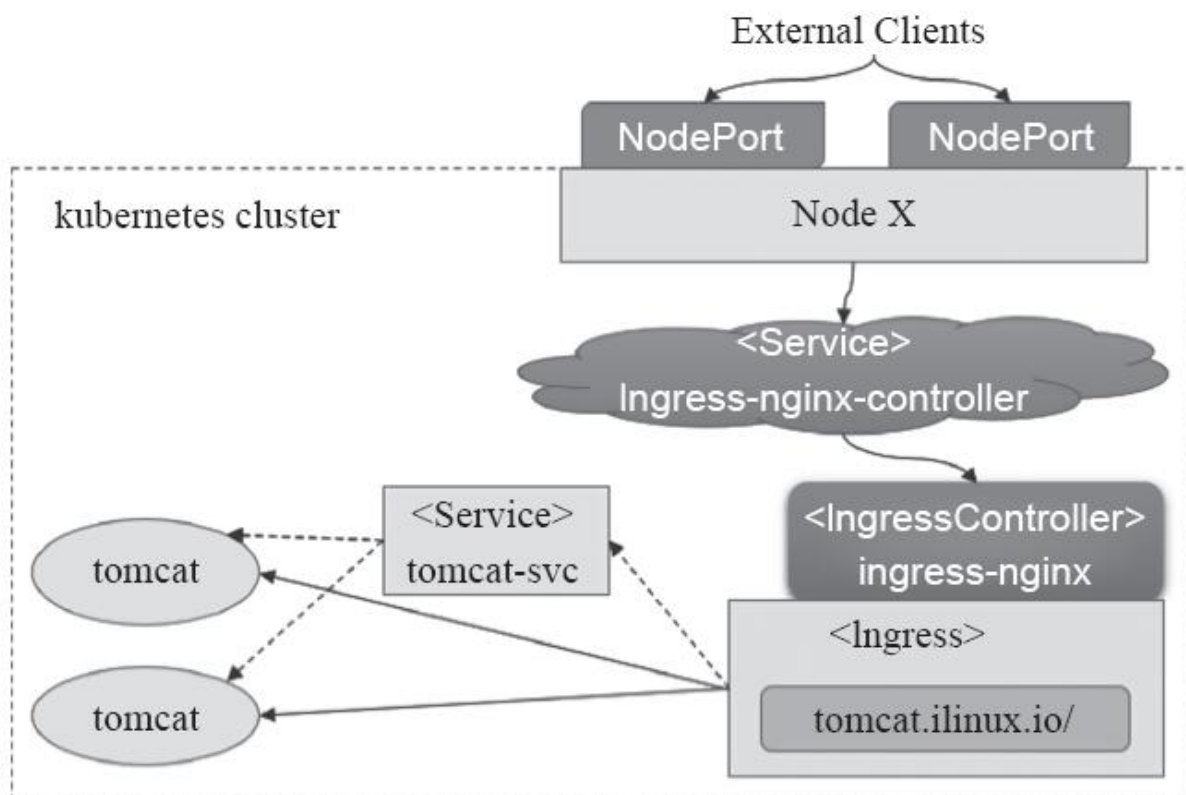 External Clients
NodePort
NodePort
kubernetes cluster
Node X
<Service>
Ingress-nginx-controller
<Service>
tomcat-svc
<IngressController>
ingress-nginx
tomcat
<Ingress>
tomcat
tomcat.ilinux.io/